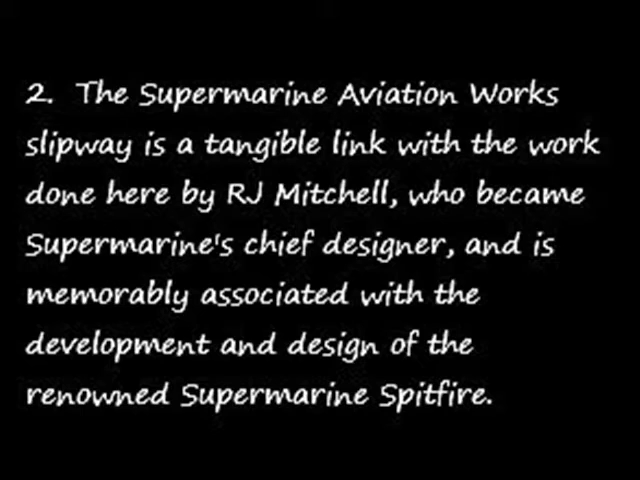 2. The Supermarine Aviation Works
slipway is a tangible link with the work
done here by RJ Mitchell, who became
Supermarine's chief designer, and is
memorably associated with the
development and design of the
renowned Supermarine Spitfire.